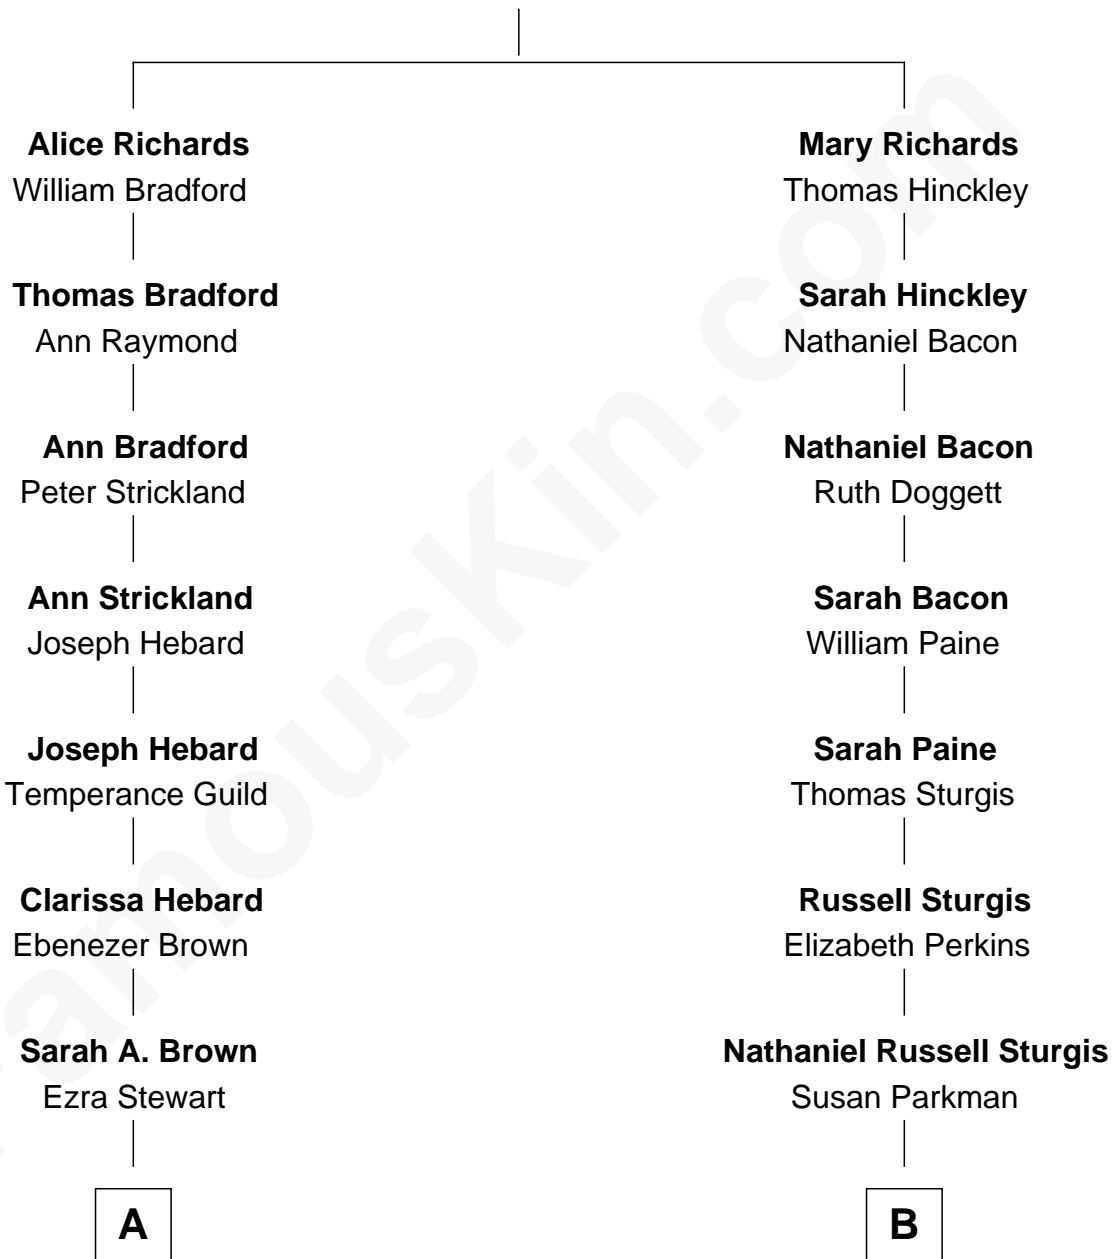 Alice Richards
William Bradford
Thomas Bradford
Ann Raymond
Ann Bradford
Peter Strickland
Ann Strickland
Joseph Hebard
Joseph Hebard
Temperance Guild
Clarissa Hebard
Ebenezer Brown
Sarah A. Brown
Ezra Stewart
A
Mary Richards
Thomas Hinckley
Sarah Hinckley
Nathaniel Bacon
Nathaniel Bacon
Ruth Doggett
Sarah Bacon
William Paine
Sarah Paine
Thomas Sturgis
Russell Sturgis
Elizabeth Perkins
Nathaniel Russell Sturgis
Susan Parkman
B
FamousKin.com